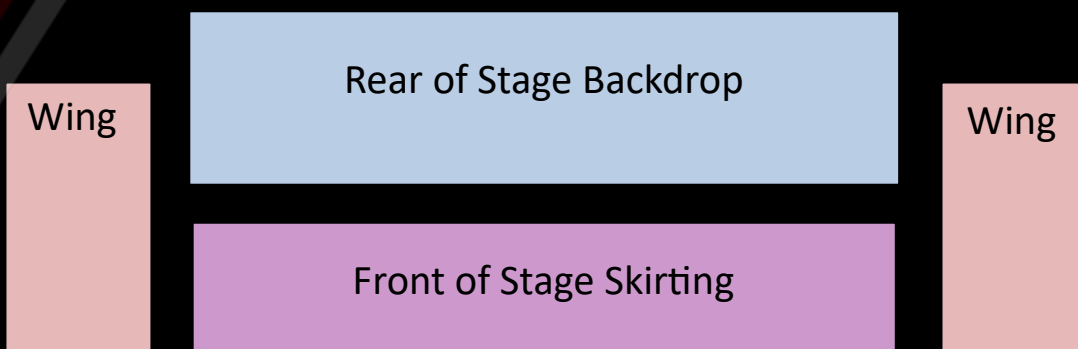 Rear of Stage Backdrop
Wing
Wing
Front of Stage Skirting